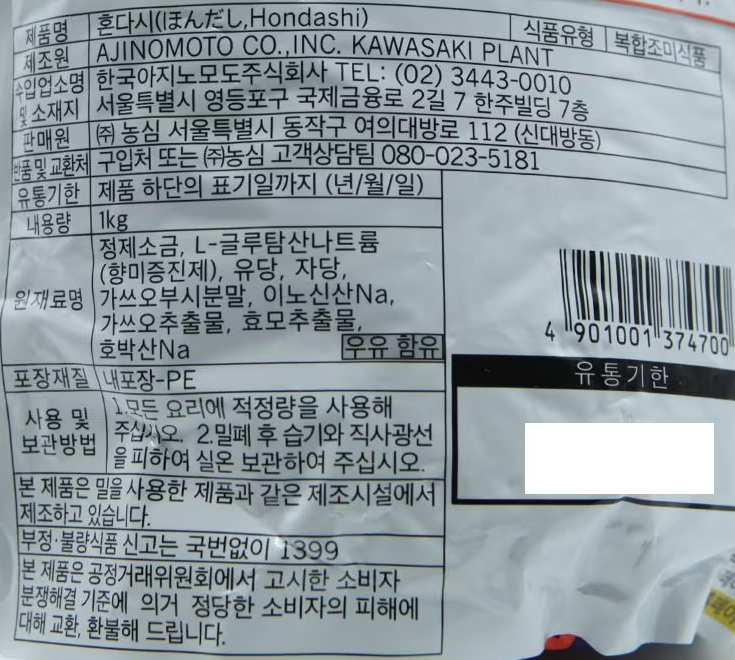 제품명 혼다시(ほんだし,Hondashi) 식품유형 복합조미식품
제조원 AJINOMOTO CO.,INC. KAWASAKI PLANT
수입업소명 한국아지노모도주식회사 TEL: (02) 3443-0010
및 소재지 서울특별시 영등포구 국제금융로 2길 7 한주빌딩 7층
판매원 ㈜ 농심 서울특별시 동작구 여의대방로 112 (신대방동)
반품 및 교환처 구입처 또는 ㈜농심 고객상담팀 080-023-5181
유통기한 제품 하단의 표기일까지 (년/월/일)
내용량 1kg
원재료명
정제소금, L-글루탐산나트륨
(향미증진제), 유당, 자당,
가쓰오부시분말, 이노신산Na,
가쓰오추출물, 효모추출물,
호박산Na 우유 함유
포장재질 내포장-PE
사용 및
보관방법
1.모든 요리에 적정량을 사용해
주십시오. 2.밀폐 후 습기와 직사광선
을 피하여 실온 보관하여 주십시오.
본 제품은 밀을 사용한 제품과 같은 제조시설에서
제조하고 있습니다.
부정·불량식품 신고는 국번없이 1399
본 제품은 공정거래위원회에서 고시한 소비자
분쟁해결 기준에 의거 정당한 소비자의 피해에
대해 교환, 환불해 드립니다.
4 901001 374700
유통기한